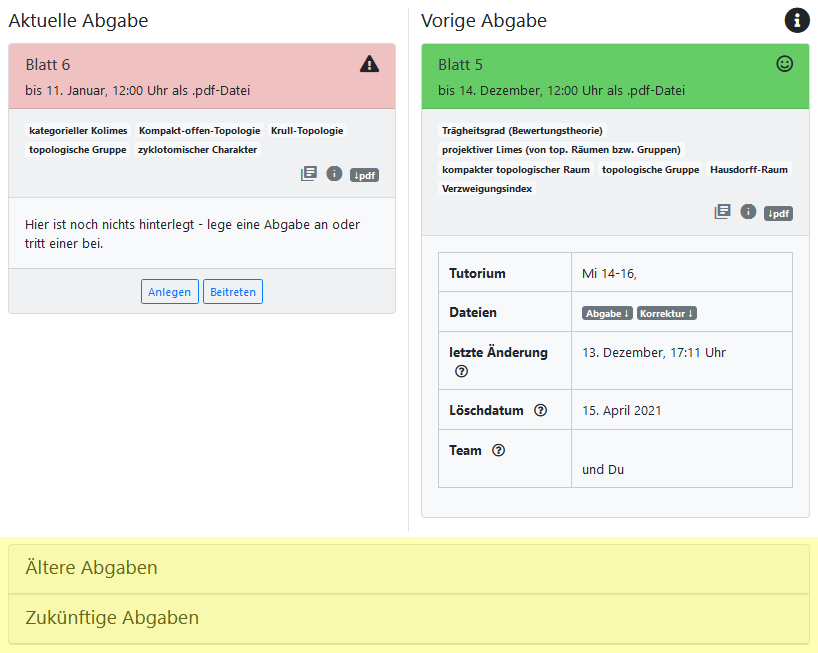 Aktuelle Abgabe
Blatt 6
bis 11. Januar, 12:00 Uhr als .pdf-Datei
kategorieller Kolimes Kompakt-offen-Topologie Krull-Topologie
topologische Gruppe zyklotomischer Charakter
↓pdf
Hier ist noch nichts hinterlegt - lege eine Abgabe an oder
tritt einer bei.
Anlegen Beitreten
Vorige Abgabe
Blatt 5
bis 14. Dezember, 12:00 Uhr als .pdf-Datei
Trägheitsgrad (Bewertungstheorie)
projektiver Limes (von top. Räumen bzw. Gruppen)
kompakter topologischer Raum topologische Gruppe Hausdorff-Raum
Verzweigungsindex
↓pdf
Tutorium Mi 14-16,
Dateien Abgabe ↓ Korrektur ↓
letzte Änderung 13. Dezember, 17:11 Uhr
Löschdatum 15. April 2021
Team
und Du
Ältere Abgaben
Zukünftige Abgaben